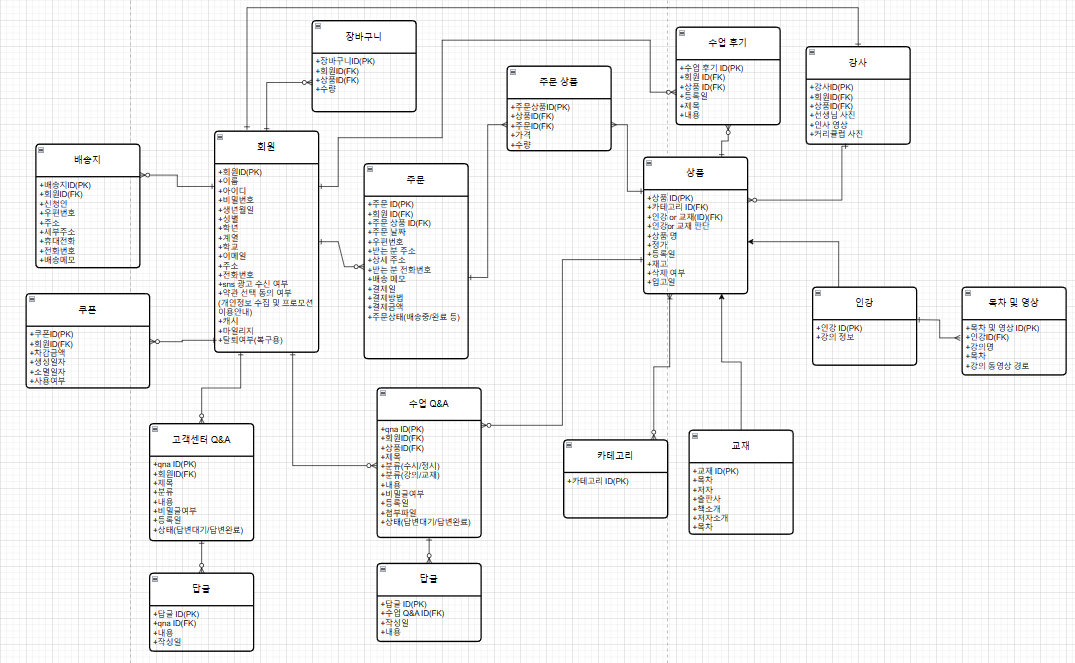 장바구니
+장바구니ID(PK)
+회원ID(FK)
+상품ID(FK)
+수량
수업 후기
+수업 후기 ID(PK)
+회원 ID(FK)
+상품 ID(FK)
+등록일
+제목
+내용
강사
+강사ID(PK)
+회원ID(FK)
+상품ID(FK)
+선생님 사진
+인사 영상
+커리큘럼 사진
주문 상품
+주문상품ID(PK)
+상품ID(FK)
+주문ID(FK)
+가격
+수량
회원
+회원ID(PK)
+이름
+아이디
+비밀번호
+생년월일
+성별
+학년
+계열
+학교
+이메일
+주소
+전화번호
+sns 광고 수신 여부
+약관 선택 동의 여부
(개인정보 수집 및 프로모션
이용안내)
+캐시
+마일리지
+탈퇴여부(복구용)
배송지
+배송지ID(PK)
+회원ID(FK)
+신청인
+우편번호
+주소
+세부주소
+휴대전화
+전화번호
+배송메모
주문
+주문 ID(PK)
+회원 ID(FK)
+주문 상품 ID(FK)
+주문 날짜
+우편번호
+받는 분 주소
+상세 주소
+받는 분 전화번호
+배송 메모
+결제일
+결제방법
+결제금액
+주문상태(배송중/완료 등)
상품
+상품 ID(PK)
+카테고리 ID(FK)
+인강 or 교재(ID)(FK)
+인강or 교재 판단
+상품 명
+정가
+등록일
+재고
+삭제 여부
+입고일
쿠폰
+쿠폰ID(PK)
+회원ID(FK)
+차감금액
+생성일자
+소멸일자
+사용여부
인강
+인강 ID(PK)
+강의 정보
목차 및 영상
+목차 및 영상 ID(PK)
+인강ID(FK)
+강의명
+목차
+강의 동영상 경로
고객센터 Q&A
+qna ID(PK)
+회원ID(FK)
+제목
+분류
+내용
+비밀글여부
+등록일
+상태(답변대기/답변완료)
수업 Q&A
+qna ID(PK)
+회원ID(FK)
+상품ID(FK)
+제목
+분류(수시/정시)
+분류(강의/교재)
+내용
+비밀글여부
+등록일
+첨부파일
+상태(답변대기/답변완료)
카테고리
+카테고리 ID(PK)
교재
+교재 ID(PK)
+목차
+저자
+출판사
+책소개
+저자소개
+목차
답글
+답글 ID(PK)
+qna ID(FK)
+내용
+작성일
답글
+답글 ID(PK)
+수업 Q&A ID(FK)
+작성일
+내용